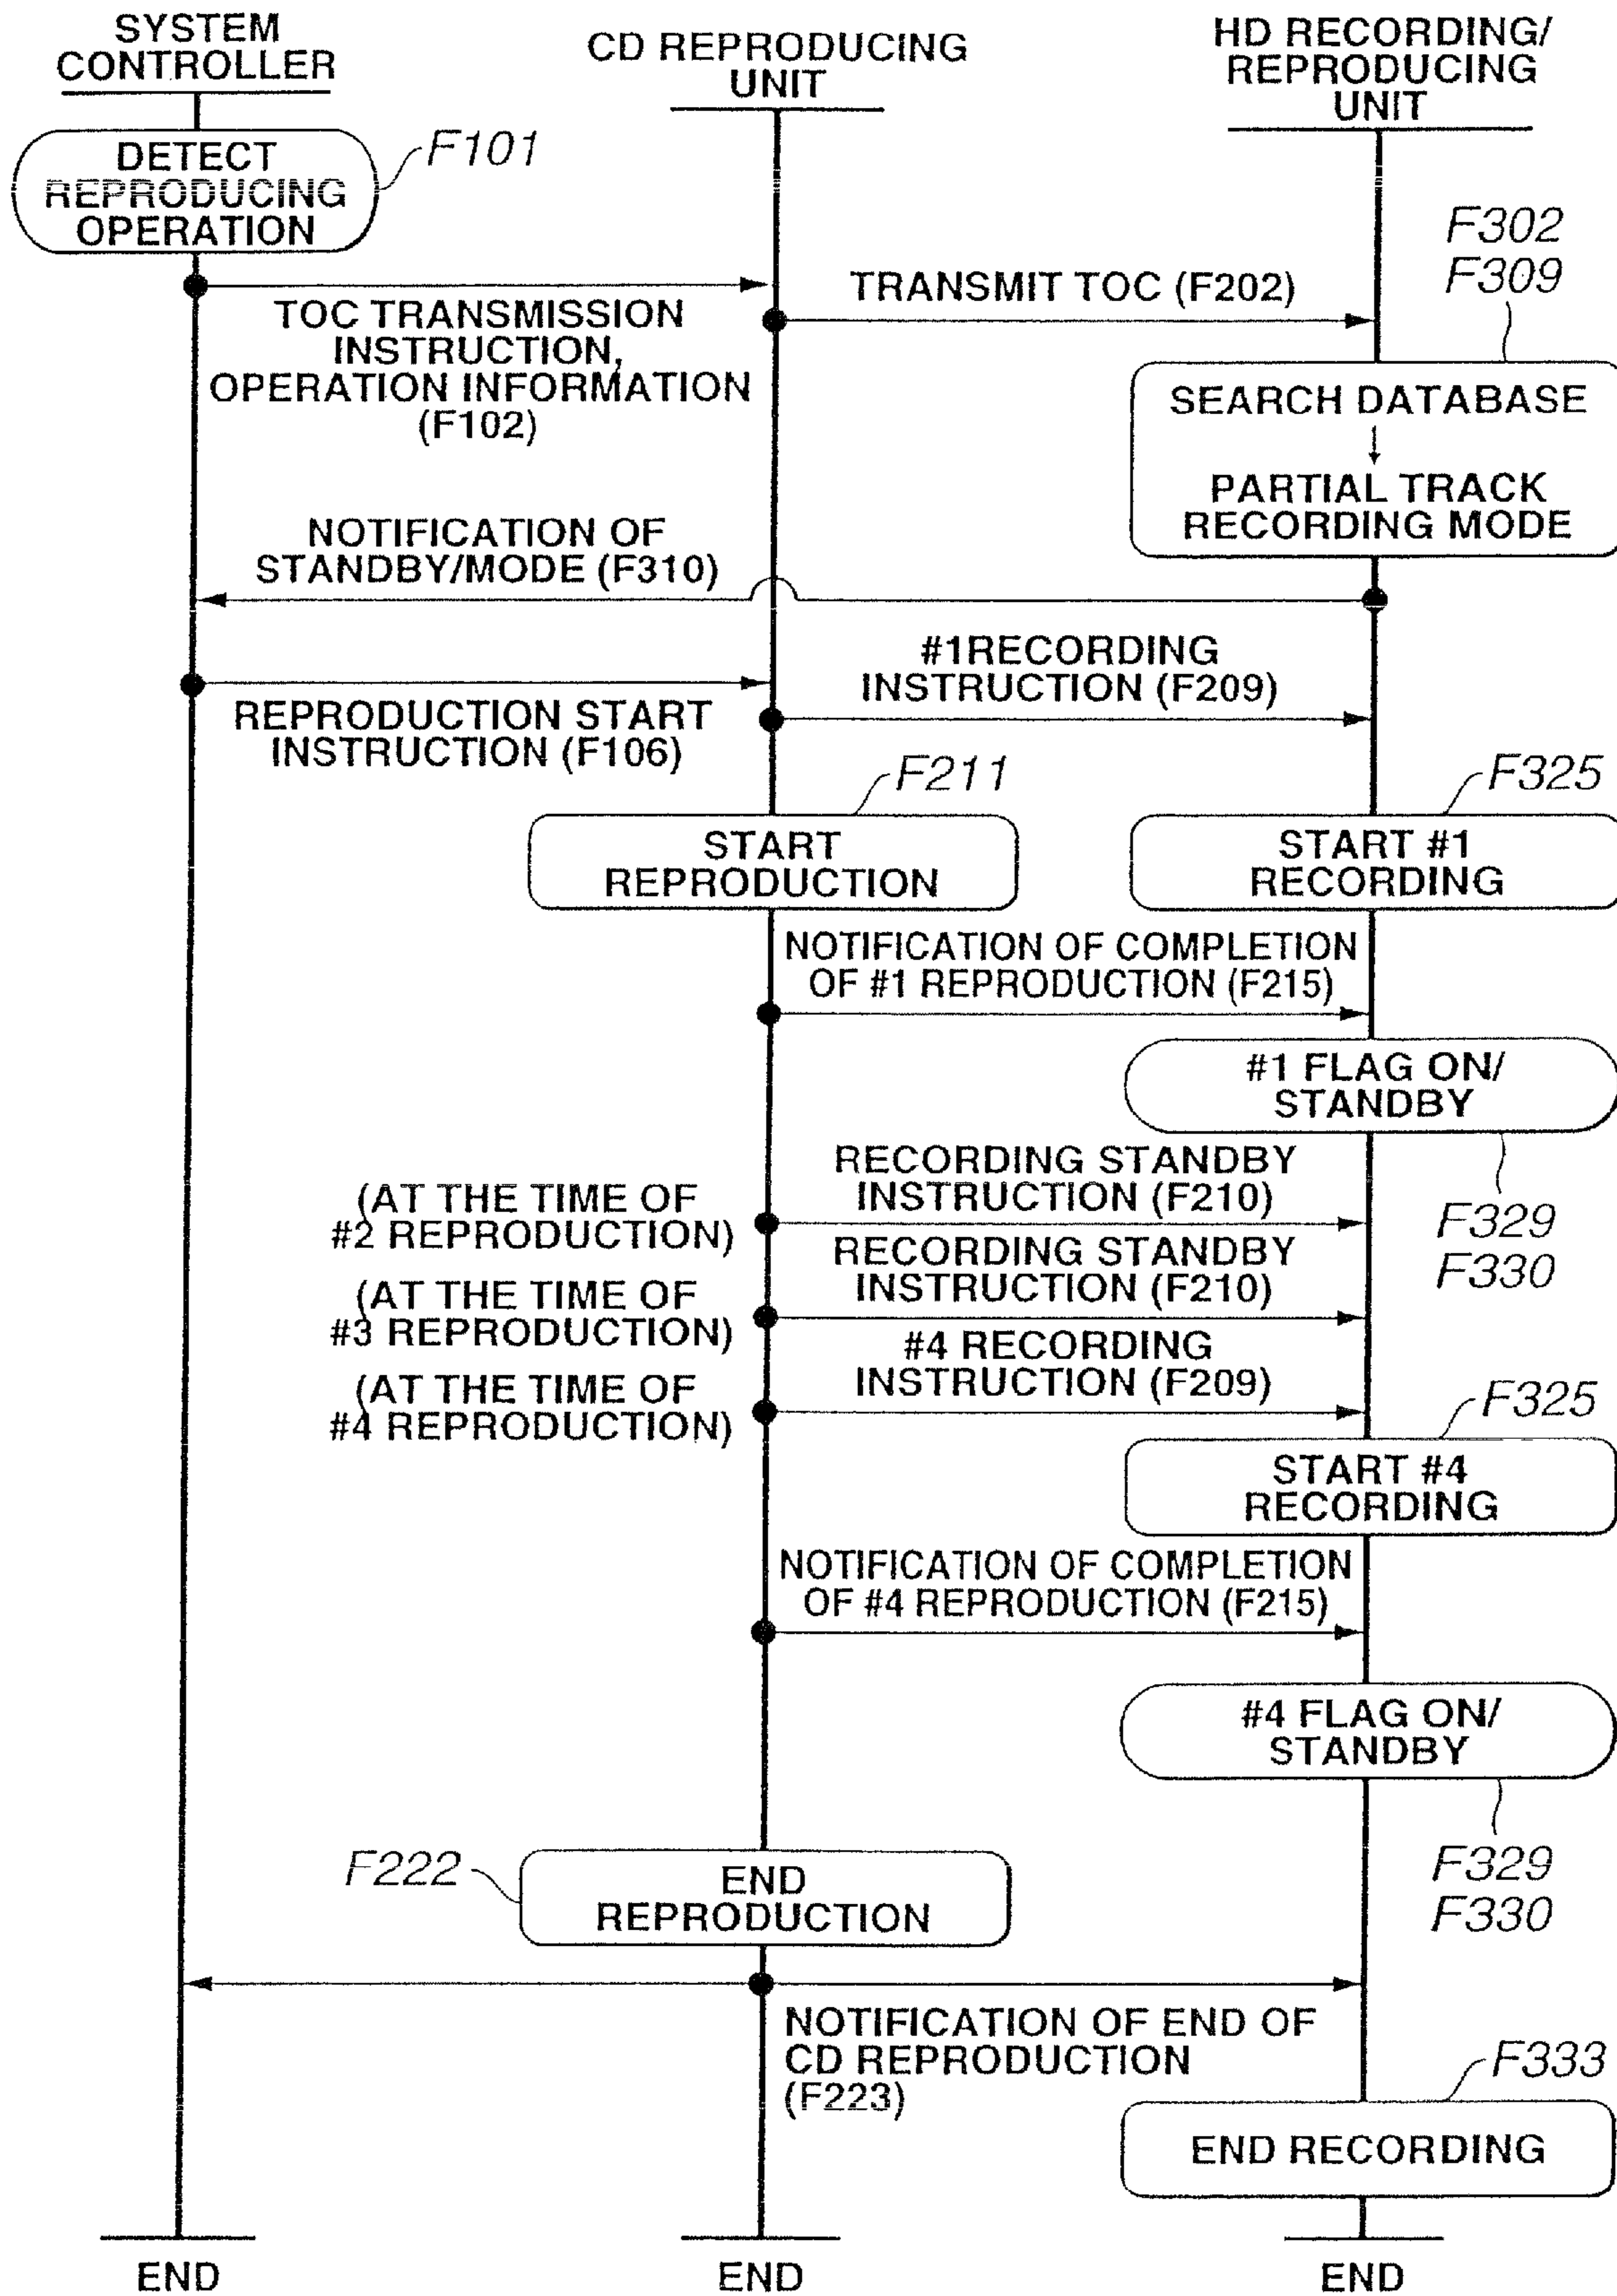 SYSTEM
CONTROLLER
CD REPRODUCING
UNIT
HD RECORDING/
REPRODUCING
UNIT
DETECT
REPRODUCING
OPERATION
F101
F302
F309
TRANSMIT TOC (F202)
TOC TRANSMISSION
INSTRUCTION,
OPERATION INFORMATION
(F102)
SEARCH DATABASE
PARTIAL TRACK
RECORDING MODE
NOTIFICATION OF
STANDBY/MODE (F310)
#1RECORDING
INSTRUCTION (F209)
REPRODUCTION START
INSTRUCTION (F106)
F211
F325
START
REPRODUCTION
START #1
RECORDING
NOTIFICATION OF COMPLETION
OF #1 REPRODUCTION (F215)
#1 FLAG ON/
STANDBY
F329
F330
(AT THE TIME OF
#2 REPRODUCTION)
RECORDING STANDBY
INSTRUCTION (F210)
(AT THE TIME OF
#3 REPRODUCTION)
RECORDING STANDBY
INSTRUCTION (F210)
(AT THE TIME OF
#4 REPRODUCTION)
#4 RECORDING
INSTRUCTION (F209)
F325
START #4
RECORDING
NOTIFICATION OF COMPLETION
OF #4 REPRODUCTION (F215)
#4 FLAG ON/
STANDBY
F329
F330
F222
END
REPRODUCTION
NOTIFICATION OF END OF
CD REPRODUCTION
(F223)
F333
END RECORDING
END
END
END